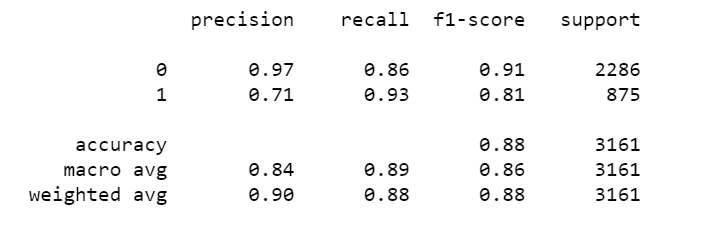 precision recall f1-score support
0 0.97 0.86 0.91 2286
1 0.71 0.93 0.81 875
accuracy 0.88 3161
macro avg 0.84 0.89 0.86 3161
weighted avg 0.90 0.88 0.88 3161